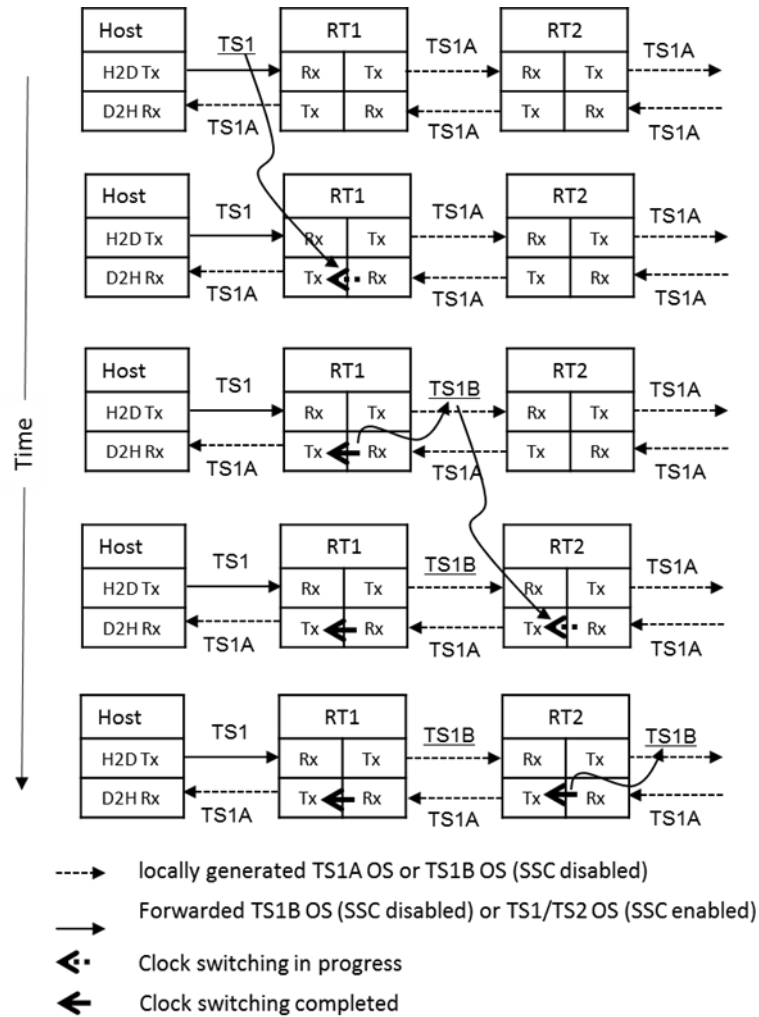 Host TS1 RT1 TS1A RT2 TS1A
H2D Tx Rx Tx Rx Tx
D2H Rx Tx Rx Tx Rx
TS1A TS1A TS1A
Host TS1 RT1 TS1A RT2 TS1A
H2D Tx Rx Tx Rx Tx
D2H Rx Tx Rx Tx Rx
TS1A TS1A TS1A
Host TS1 RT1 TS1B RT2 TS1A
H2D Tx Rx Tx Rx Tx
D2H Rx Tx Rx Tx Rx
TS1A TS1A TS1A
Time
Host TS1 RT1 TS1B RT2 TS1A
H2D Tx Rx Tx Rx Tx
D2H Rx Tx Rx Tx Rx
TS1A TS1A TS1A
Host TS1 RT1 TS1B RT2 TS1B
H2D Tx Rx Tx Rx Tx
D2H Rx Tx Rx Tx Rx
TS1A TS1A TS1A
locally generated TS1A OS or TS1B OS (SSC disabled)
Forwarded TS1B OS (SSC disabled) or TS1/TS2 OS (SSC enabled)
Clock switching in progress
Clock switching completed